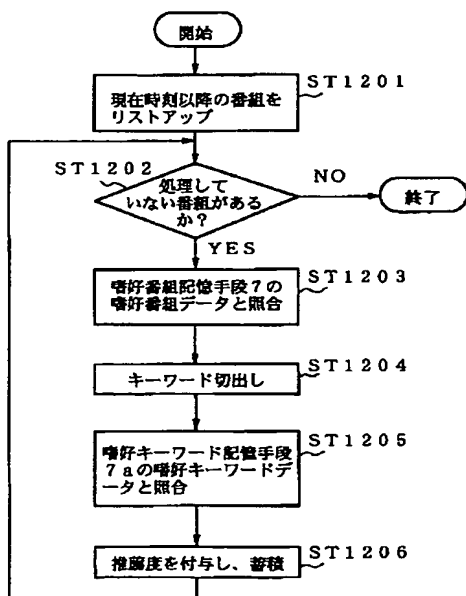 開始
ST1201
現在時刻以降の番組を
リストアップ
ST1202
処理して
いない番組がある
か?
NO
終了
YES
ST1203
嗜好番組記憶手段7の
嗜好番組データと照合
ST1204
キーワード切出し
ST1205
嗜好キーワード記憶手段
7aの嗜好キーワードデー
タと照合
ST1206
推薦度を付与し、蓄積